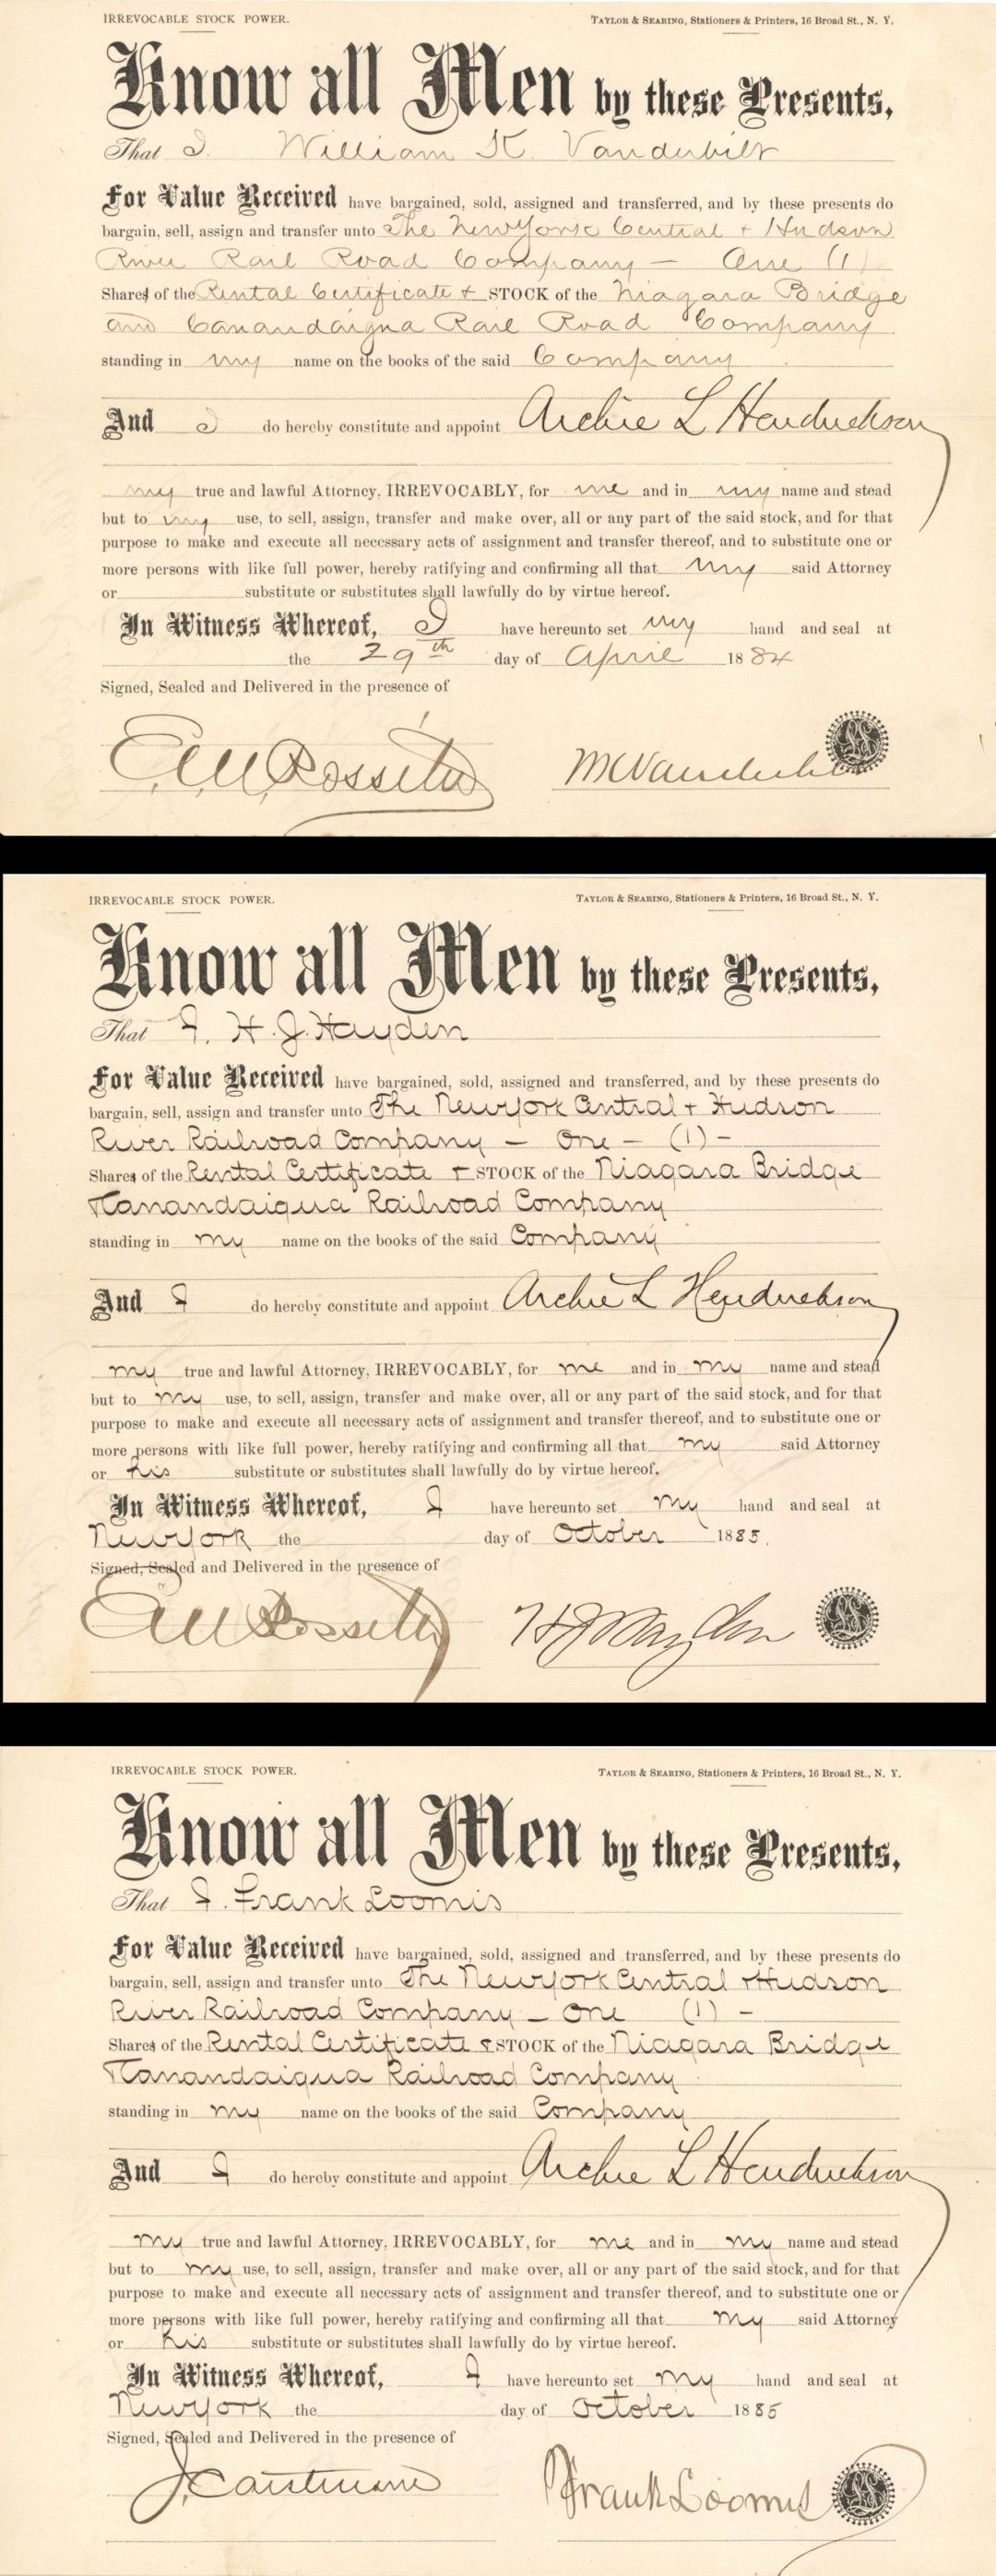 IRREVOCABLE STOCK POWER. TAYLOR & SEARING, Stationers & Printers, 16 Broad St., N. Y.
Know all Men by these Presents,
That I. William K. Vanderbilt
For Value Received have bargained, sold, assigned and transferred, and by these presents do
bargain, sell, assign and transfer unto The New York Central + Hudson
River Rail Road Company — One (1)
Shares of the Rental Certificate + STOCK of the Niagara Bridge
and Canandaigua Rail Road Company
standing in my name on the books of the said Company
And I do hereby constitute and appoint Archie L Hendrickson
my true and lawful Attorney, IRREVOCABLY, for me and in my name and stead
but to my use, to sell, assign, transfer and make over, all or any part of the said stock, and for that
purpose to make and execute all necessary acts of assignment and transfer thereof, and to substitute one or
more persons with like full power, hereby ratifying and confirming all that my said Attorney
or substitute or substitutes shall lawfully do by virtue hereof.
In Witness Whereof, I have hereunto set my hand and seal at
the 29th day of April 1884
Signed, Sealed and Delivered in the presence of
Rossiter Vanderbilt
IRREVOCABLE STOCK POWER. TAYLOR & SEARING, Stationers & Printers, 16 Broad St., N. Y.
Know all Men by these Presents,
That I, H. J. Hayden
For Value Received have bargained, sold, assigned and transferred, and by these presents do
bargain, sell, assign and transfer unto The New York Central + Hudson
River Railroad Company — One — (1) —
Shares of the Rental Certificate + STOCK of the Niagara Bridge
+ Canandaigua Railroad Company
standing in my name on the books of the said Company
And I do hereby constitute and appoint Archie L Hendrickson
my true and lawful Attorney, IRREVOCABLY, for me and in my name and stead
but to my use, to sell, assign, transfer and make over, all or any part of the said stock, and for that
purpose to make and execute all necessary acts of assignment and transfer thereof, and to substitute one or
more persons with like full power, hereby ratifying and confirming all that my said Attorney
or his substitute or substitutes shall lawfully do by virtue hereof.
In Witness Whereof, I have hereunto set my hand and seal at
New York the day of October 1885.
Signed, Sealed and Delivered in the presence of
Rossiter H J Hayden
IRREVOCABLE STOCK POWER. TAYLOR & SEARING, Stationers & Printers, 16 Broad St., N. Y.
Know all Men by these Presents,
That I. Frank Loomis
For Value Received have bargained, sold, assigned and transferred, and by these presents do
bargain, sell, assign and transfer unto The New York Central + Hudson
River Railroad Company — One (1) —
Shares of the Rental Certificate & STOCK of the Niagara Bridge
+ Canandaigua Railroad Company
standing in my name on the books of the said Company
And I do hereby constitute and appoint Archie L Hendrickson
my true and lawful Attorney, IRREVOCABLY, for me and in my name and stead
but to my use, to sell, assign, transfer and make over, all or any part of the said stock, and for that
purpose to make and execute all necessary acts of assignment and transfer thereof, and to substitute one or
more persons with like full power, hereby ratifying and confirming all that my said Attorney
or his substitute or substitutes shall lawfully do by virtue hereof.
In Witness Whereof, I have hereunto set my hand and seal at
New York the day of October 1885
Signed, Sealed and Delivered in the presence of
Frank Loomis